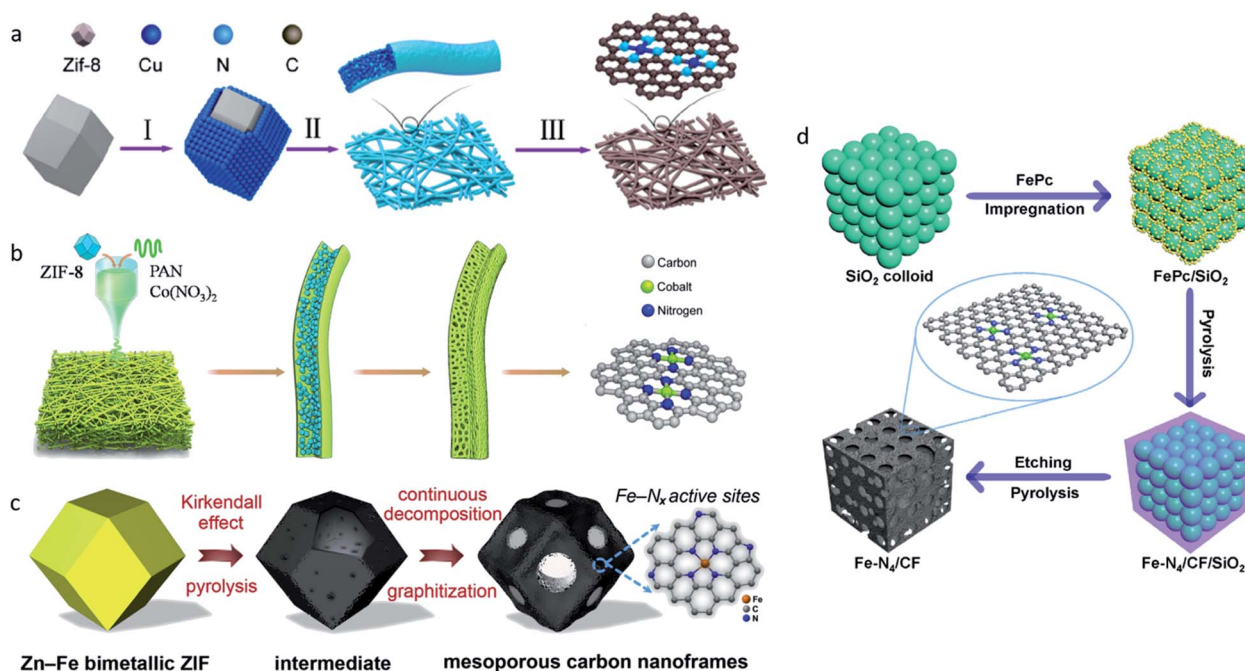 a
Zif-8
Cu
N
C
I
II
III
b
ZIF-8
PAN
Co(NO₃)₂
Carbon
Cobalt
Nitrogen
c
Kirkendall
effect
pyrolysis
continuous
decomposition
graphitization
Fe–Nₓ active sites
Fe
C
N
Zn–Fe bimetallic ZIF
intermediate
mesoporous carbon nanoframes
d
FePc
Impregnation
SiO₂ colloid
FePc/SiO₂
Pyrolysis
Etching
Pyrolysis
Fe-N₄/CF
Fe-N₄/CF/SiO₂